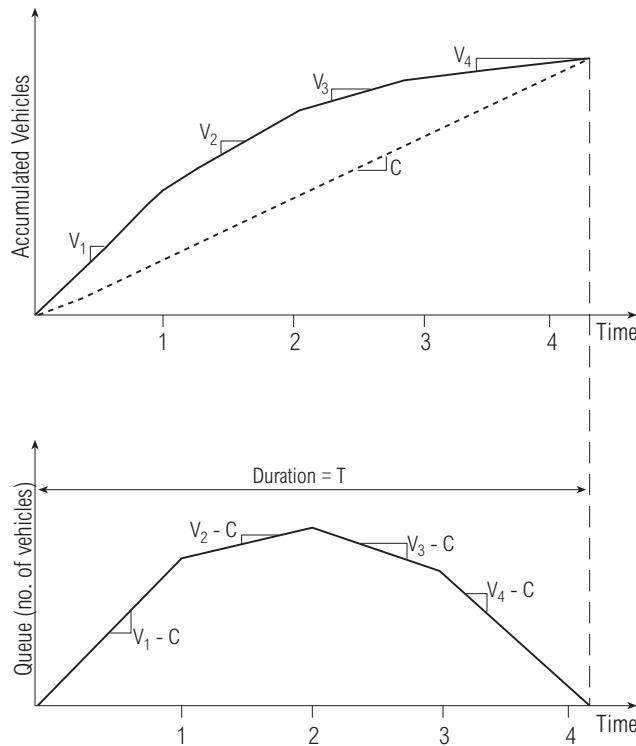 Accumulated Vehicles
V₁
V₂
V₃
V₄
C
1
2
3
4
Time
Queue (no. of vehicles)
Duration = T
V₁ - C
V₂ - C
V₃ - C
V₄ - C
1
2
3
4
Time